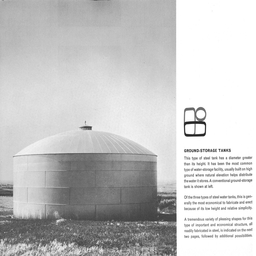 GROUND-STORAGE TANKS
This type of steel tank has a diameter greater
than its height. It has been the most common
type of water-storage facility, usually built on high
ground where natural elevation helps distribute
the water it stores. A conventional ground-storage
tank is shown at left.
Of the three types of steel water tanks, this is gen-
erally the most economical to fabricate and erect
because of its low height and relative simplicity.
A tremendous variety of pleasing shapes for this
type of important and economical structure, all
readily fabricated in steel, is indicated on the next
two pages, followed by additional possibilities.